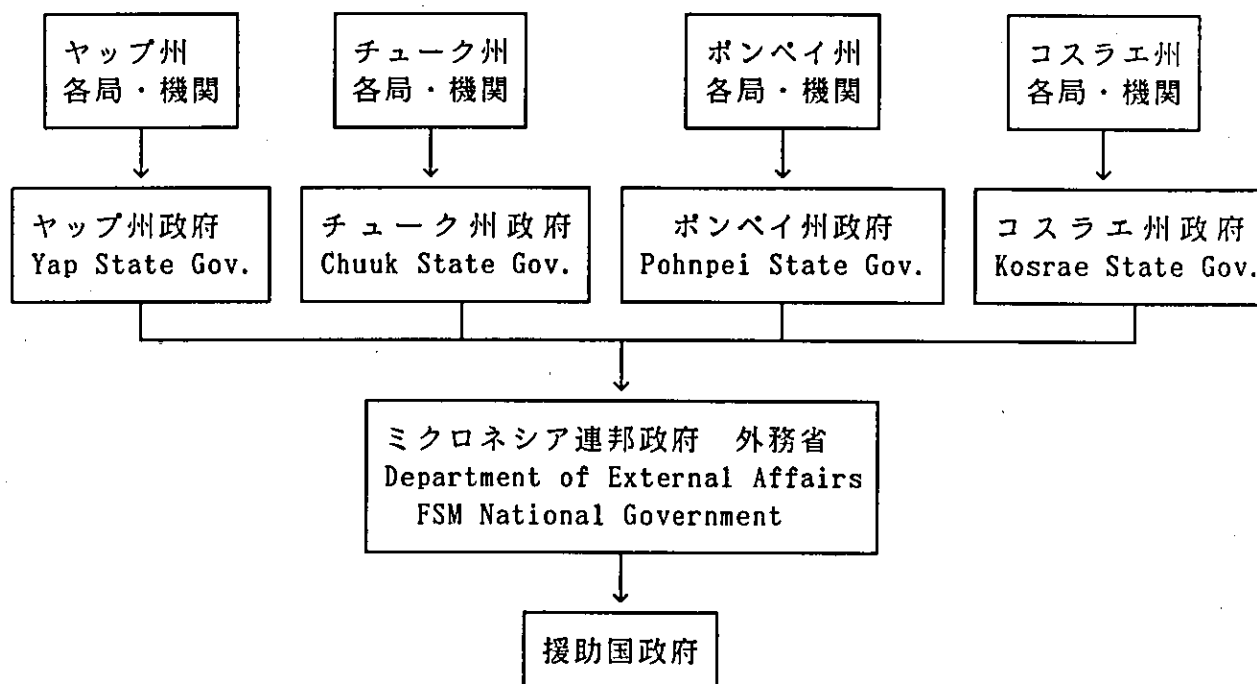 ヤップ州
各局・機関
チューク州
各局・機関
ポンペイ州
各局・機関
コスラエ州
各局・機関
ヤップ州政府
Yap State Gov.
チューク州政府
Chuuk State Gov.
ポンペイ州政府
Pohnpei State Gov.
コスラエ州政府
Kosrae State Gov.
ミクロネシア連邦政府　外務省
Department of External Affairs
FSM National Government
援助国政府